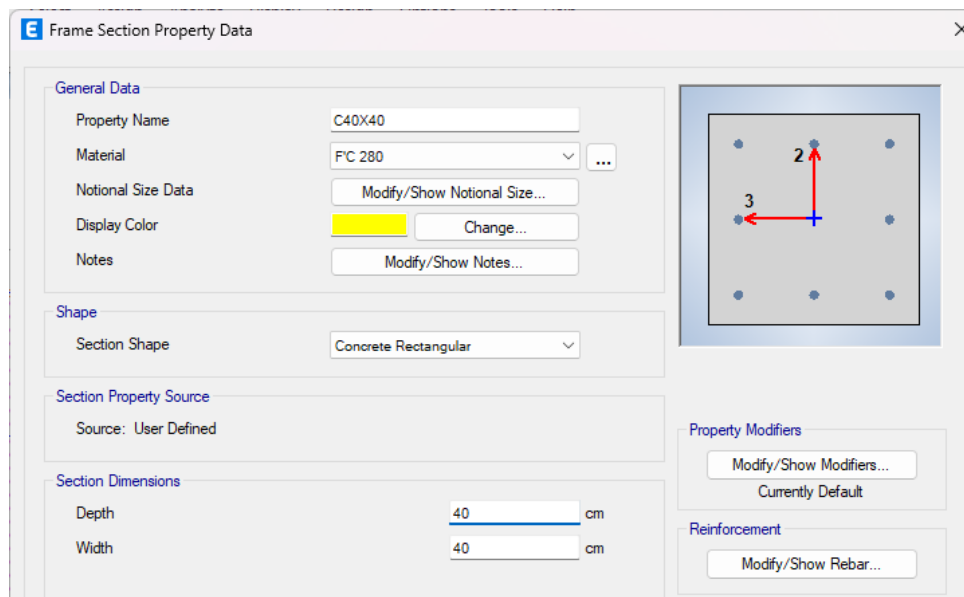 E Frame Section Property Data
General Data
Property Name C40X40
Material F'C 280 ...
Notional Size Data Modify/Show Notional Size...
Display Color Change...
Notes Modify/Show Notes...
2
3
Shape
Section Shape Concrete Rectangular
Section Property Source
Source: User Defined
Property Modifiers
Modify/Show Modifiers...
Currently Default
Section Dimensions
Depth 40 cm
Width 40 cm
Reinforcement
Modify/Show Rebar...